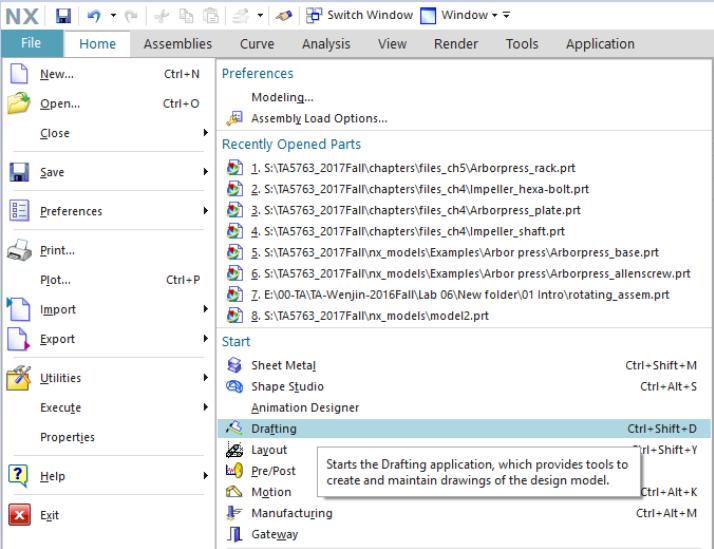 NX Switch Window Window
File Home Assemblies Curve Analysis View Render Tools Application
New... Ctrl+N
Open... Ctrl+O
Close
Save
Preferences
Print...
Plot... Ctrl+P
Import
Export
Utilities
Execute
Properties
Help
Exit
Preferences
Modeling...
Assembly Load Options...
Recently Opened Parts
1. S:\TA5763_2017Fall\chapters\files_ch5\Arborpress_rack.prt
2. S:\TA5763_2017Fall\chapters\files_ch4\Impeller_hexa-bolt.prt
3. S:\TA5763_2017Fall\chapters\files_ch4\Arborpress_plate.prt
4. S:\TA5763_2017Fall\chapters\files_ch4\Impeller_shaft.prt
5. S:\TA5763_2017Fall\nx_models\Examples\Arbor press\Arborpress_base.prt
6. S:\TA5763_2017Fall\nx_models\Examples\Arbor press\Arborpress_allenscrew.prt
7. E:\00-TA\TA-Wenjin-2016Fall\Lab 06\New folder\01 Intro\rotating_assem.prt
8. S:\TA5763_2017Fall\nx_models\model2.prt
Start
Sheet Metal Ctrl+Shift+M
Shape Studio Ctrl+Alt+S
Animation Designer
Drafting Ctrl+Shift+D
Layout rl+Shift+Y
Pre/Post
Starts the Drafting application, which provides tools to
create and maintain drawings of the design model.
Motion Ctrl+Alt+K
Manufacturing Ctrl+Alt+M
Gateway